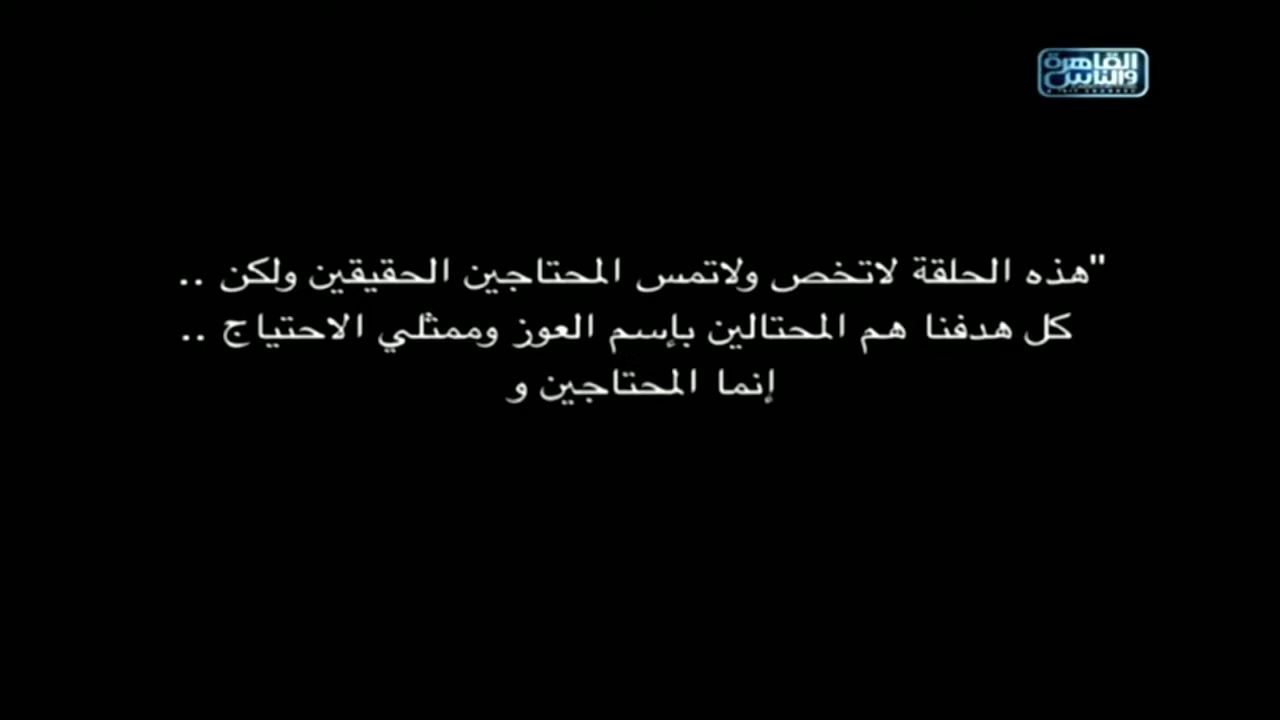 القاهرة
والناس
"هذه الحلقة لاتخص ولاتمس المحتاجين الحقيقين ولكن ..
كل هدفنا هم المحتالين بإسم العوز وممثلي الاحتياج ..
إنما المحتاجين و